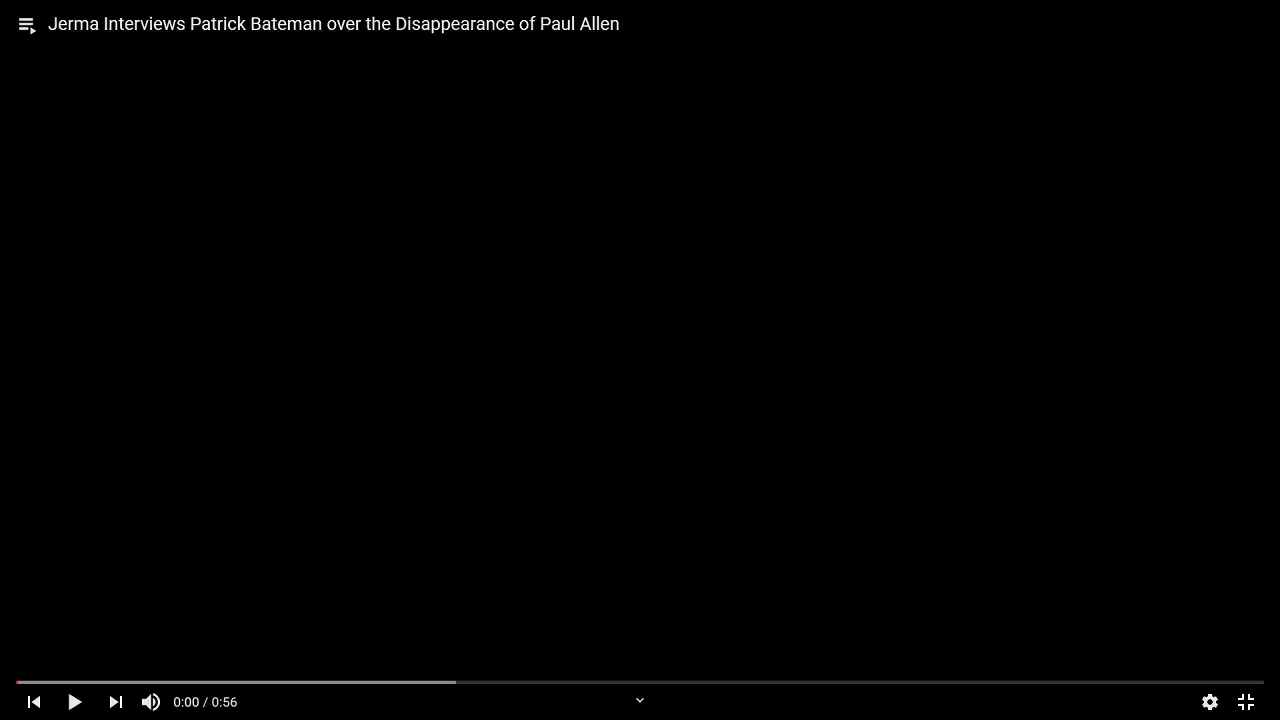 Jerma Interviews Patrick Bateman over the Disappearance of Paul Allen
0:00 / 0:56